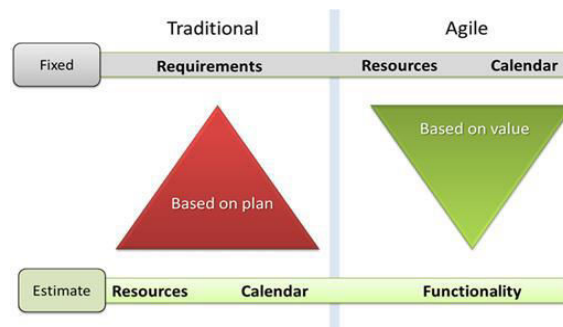 Traditional Agile
Fixed Requirements Resources Calendar
Based on value
Based on plan
Estimate Resources Calendar Functionality